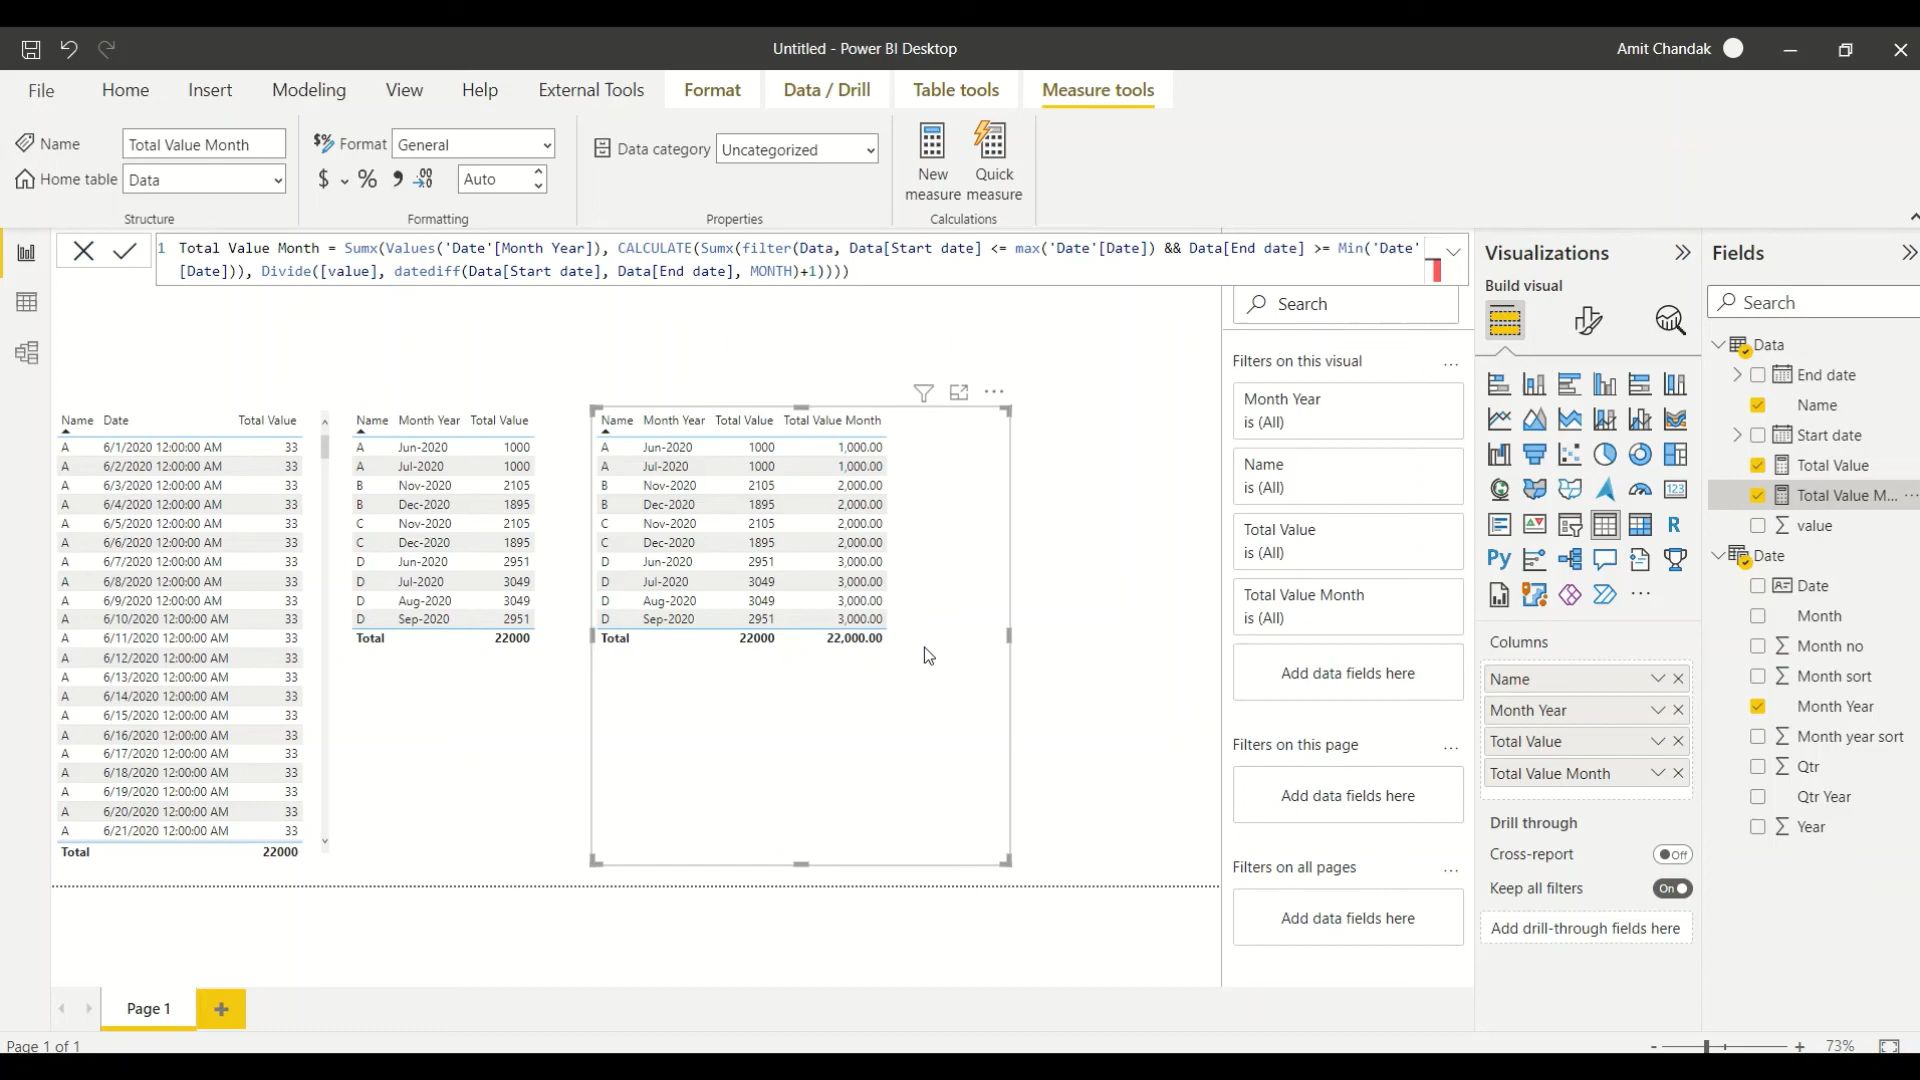 Untitled - Power BI Desktop
Amit Chandak
File Home Insert Modeling View Help External Tools Format Data / Drill Table tools Measure tools
Name Total Value Month
Home table Data
Structure
$% Format General
$ % 9 .00 Auto
Formatting
Data category Uncategorized
Properties
New measure
Quick measure
Calculations
1 Total Value Month = Sumx(Values('Date'[Month Year]), CALCULATE(Sumx(filter(Data, Data[Start date] <= max('Date'[Date]) && Data[End date] >= Min('Date'
[Date])), Divide([value], datediff(Data[Start date], Data[End date], MONTH)+1))))
Name Date Total Value
A 6/1/2020 12:00:00 AM 33
A 6/2/2020 12:00:00 AM 33
A 6/3/2020 12:00:00 AM 33
A 6/4/2020 12:00:00 AM 33
A 6/5/2020 12:00:00 AM 33
A 6/6/2020 12:00:00 AM 33
A 6/7/2020 12:00:00 AM 33
A 6/8/2020 12:00:00 AM 33
A 6/9/2020 12:00:00 AM 33
A 6/10/2020 12:00:00 AM 33
A 6/11/2020 12:00:00 AM 33
A 6/12/2020 12:00:00 AM 33
A 6/13/2020 12:00:00 AM 33
A 6/14/2020 12:00:00 AM 33
A 6/15/2020 12:00:00 AM 33
A 6/16/2020 12:00:00 AM 33
A 6/17/2020 12:00:00 AM 33
A 6/18/2020 12:00:00 AM 33
A 6/19/2020 12:00:00 AM 33
A 6/20/2020 12:00:00 AM 33
A 6/21/2020 12:00:00 AM 33
Total 22000
Name Month Year Total Value
A Jun-2020 1000
A Jul-2020 1000
B Nov-2020 2105
B Dec-2020 1895
C Nov-2020 2105
C Dec-2020 1895
D Jun-2020 2951
D Jul-2020 3049
D Aug-2020 3049
D Sep-2020 2951
Total 22000
Name Month Year Total Value Total Value Month
A Jun-2020 1000 1,000.00
A Jul-2020 1000 1,000.00
B Nov-2020 2105 2,000.00
B Dec-2020 1895 2,000.00
C Nov-2020 2105 2,000.00
C Dec-2020 1895 2,000.00
D Jun-2020 2951 3,000.00
D Jul-2020 3049 3,000.00
D Aug-2020 3049 3,000.00
D Sep-2020 2951 3,000.00
Total 22000 22,000.00
Search
Filters on this visual ...
Month Year
is (All)
Name
is (All)
Total Value
is (All)
Total Value Month
is (All)
Add data fields here
Filters on this page ...
Add data fields here
Filters on all pages ...
Add data fields here
Visualizations
Build visual
123
R
Py
...
Columns
Name
Month Year
Total Value
Total Value Month
Drill through
Cross-report Off
Keep all filters On
Add drill-through fields here
Fields
Search
Data
End date
Name
Start date
Total Value
Total Value M... ...
value
Date
Date
Month
Month no
Month sort
Month Year
Month year sort
Qtr
Qtr Year
Year
Page 1
+
Page 1 of 1
- + 73%